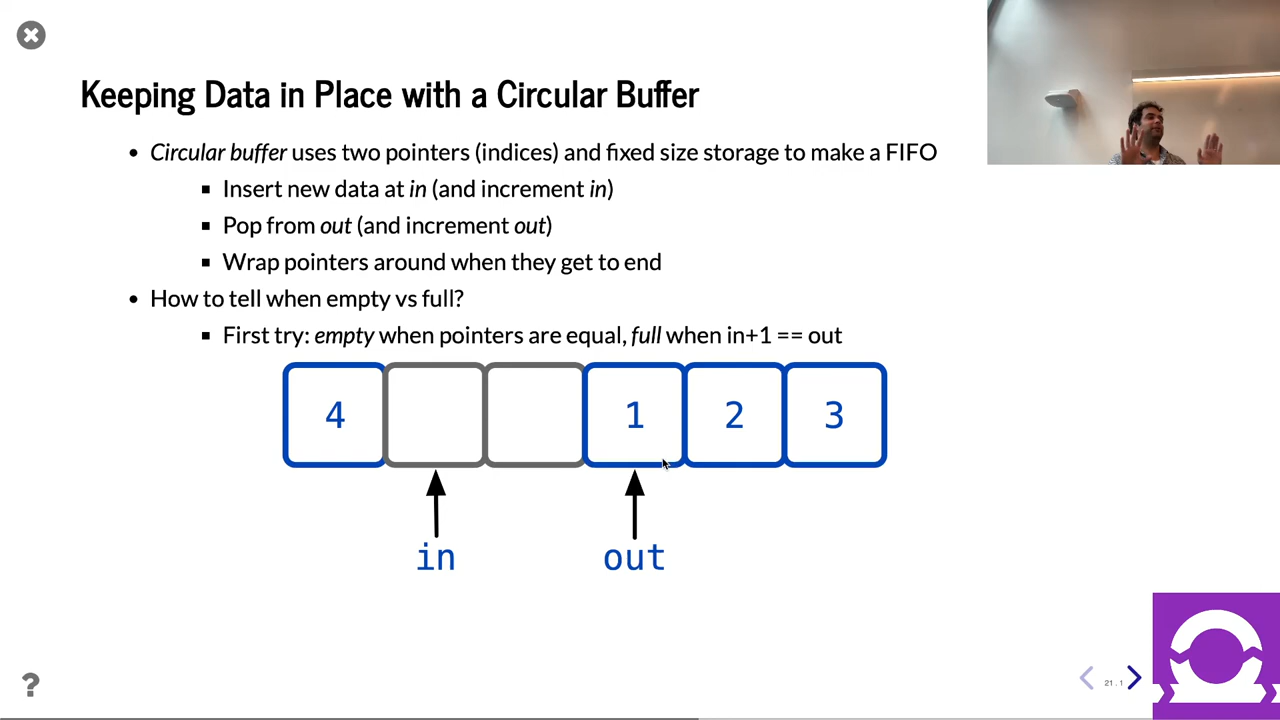 Keeping Data in Place with a Circular Buffer
• Circular buffer uses two pointers (indices) and fixed size storage to make a FIFO
▪ Insert new data at in (and increment in)
▪ Pop from out (and increment out)
▪ Wrap pointers around when they get to end
• How to tell when empty vs full?
▪ First try: empty when pointers are equal, full when in+1 == out
4 1 2 3
in out
21 . 1
?